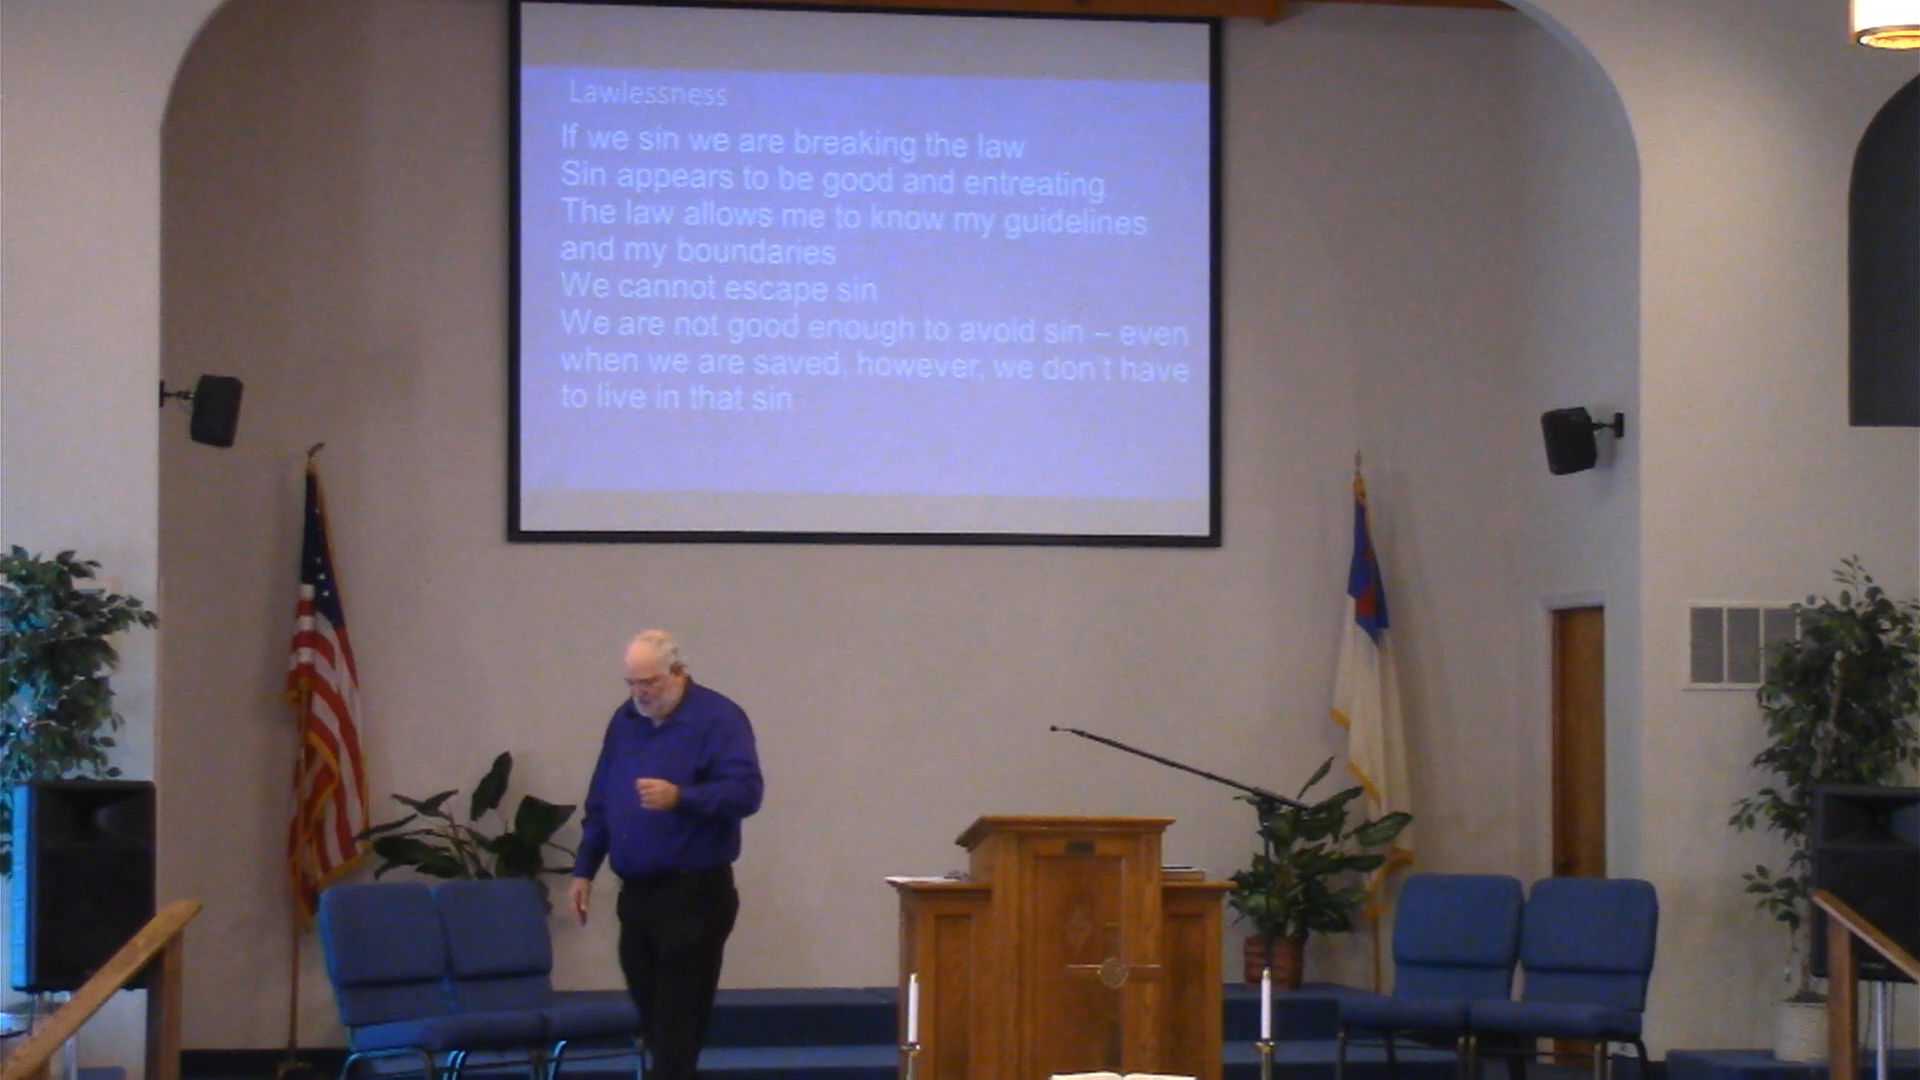 Lawlessness
If we sin we are breaking the law
Sin appears to be good and entreating
The law allows me to know my guidelines
and my boundaries
We cannot escape sin
We are not good enough to avoid sin – even
when we are saved, however, we don't have
to live in that sin